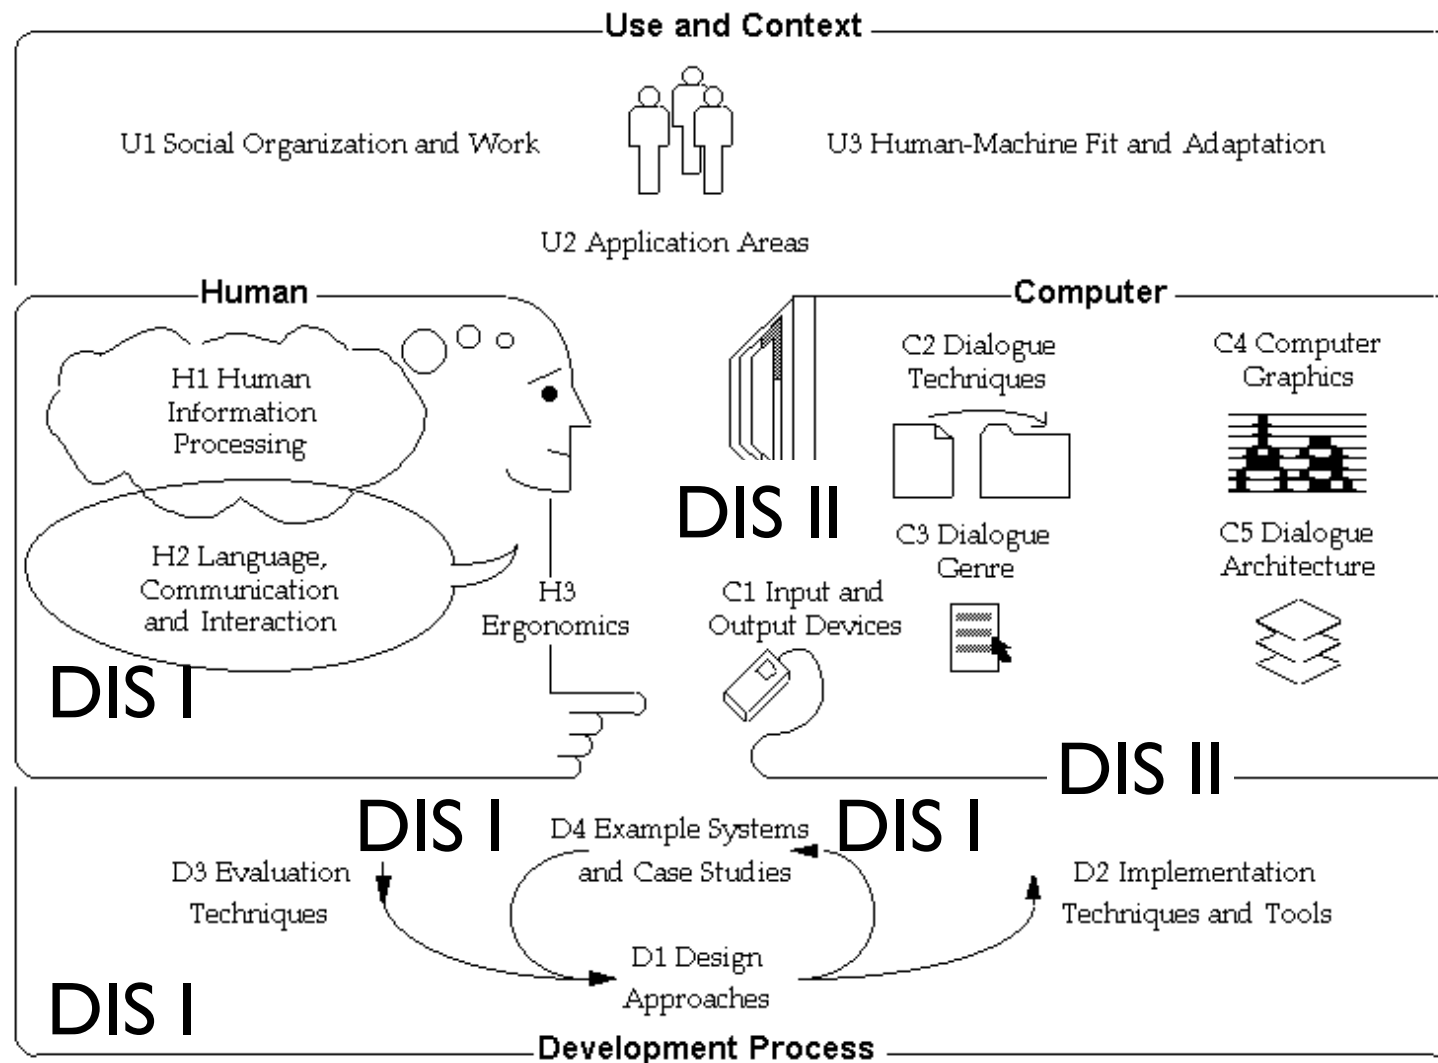 Use and Context
U1 Social Organization and Work
U3 Human-Machine Fit and Adaptation
U2 Application Areas
Human
H1 Human
Information
Processing
H2 Language,
Communication
and Interaction
H3
Ergonomics
DIS I
Computer
C2 Dialogue
Techniques
C4 Computer
Graphics
DIS II
C3 Dialogue
Genre
C5 Dialogue
Architecture
C1 Input and
Output Devices
DIS II
DIS I
D4 Example Systems
and Case Studies
DIS I
D3 Evaluation
Techniques
D2 Implementation
Techniques and Tools
D1 Design
Approaches
DIS I
Development Process